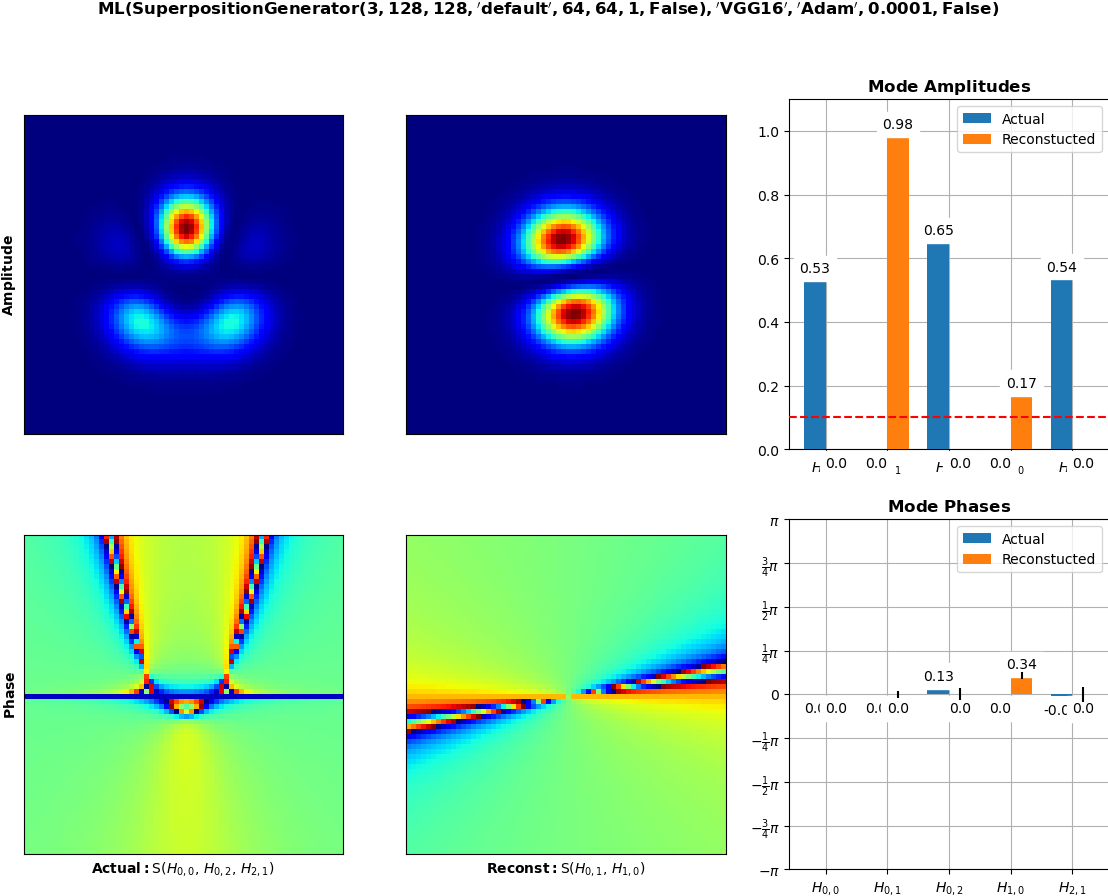 ML(SuperpositionGenerator(3, 128, 128, 'default', 64, 64, 1, False), 'VGG16', 'Adam', 0.0001, False)
Amplitude
Mode Amplitudes
Actual
Reconstucted
1.0
0.8
0.6
0.4
0.2
0.0
0.53
0.98
0.65
0.17
0.54
0.0 0.0 1 0.0 0.0 0 0.0
Phase
Actual: S(H0,0, H0,2, H2,1)
Reconst: S(H0,1, H1,0)
Mode Phases
Actual
Reconstucted
π
3/4π
1/2π
1/4π
0
−1/4π
−1/2π
−3/4π
−π
0.13
0.34
0.0 0.0 0.0 0.0 0.0
H0,0 H0,1 H0,2 H1,0 H2,1